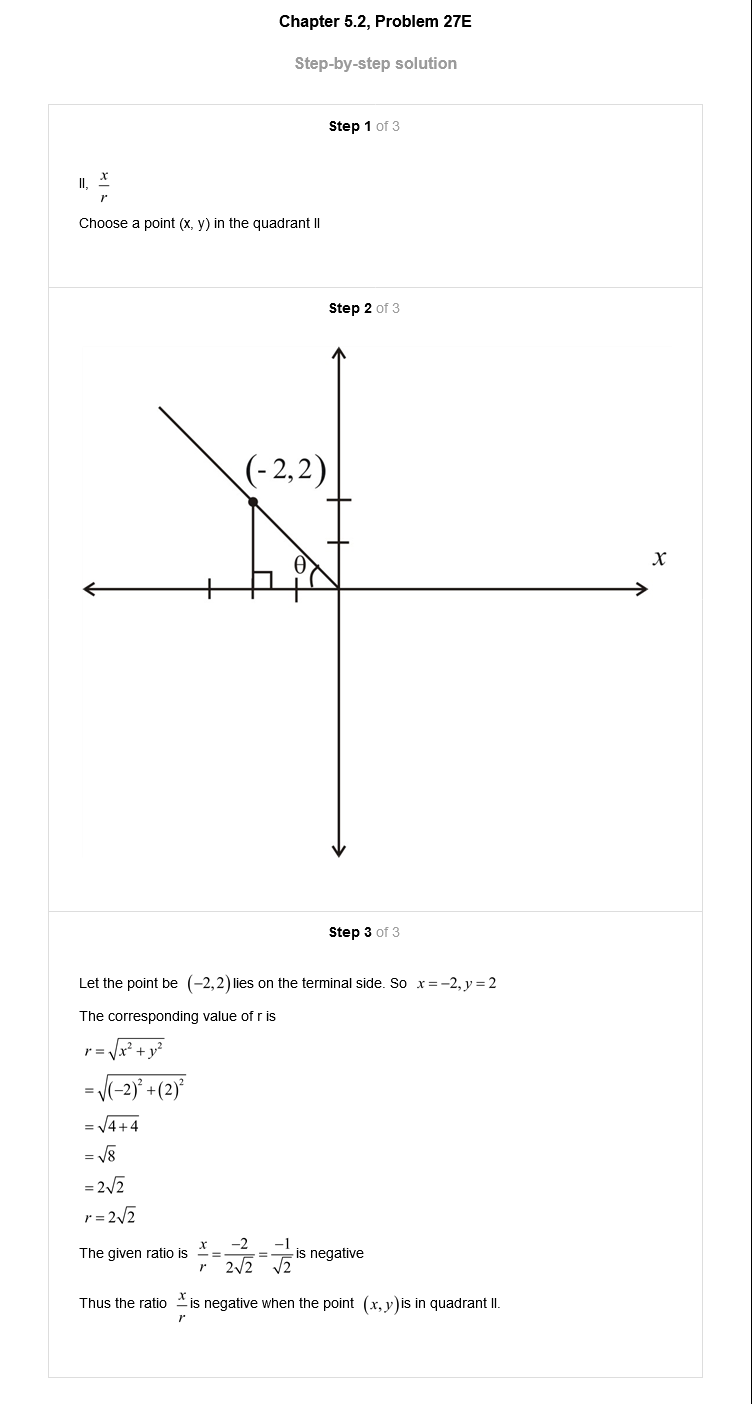 Chapter 5.2, Problem 27E
Step-by-step solution
Step 1 of 3
II, x/r
Choose a point (x, y) in the quadrant II
Step 2 of 3
(-2,2)
θ
x
Step 3 of 3
Let the point be (−2,2) lies on the terminal side. So x = −2, y = 2
The corresponding value of r is
r = √(x² + y²)
= √((−2)² + (2)²)
= √(4+4)
= √8
= 2√2
r = 2√2
The given ratio is x/r = −2/(2√2) = −1/√2 is negative
Thus the ratio x/r is negative when the point (x, y) is in quadrant II.